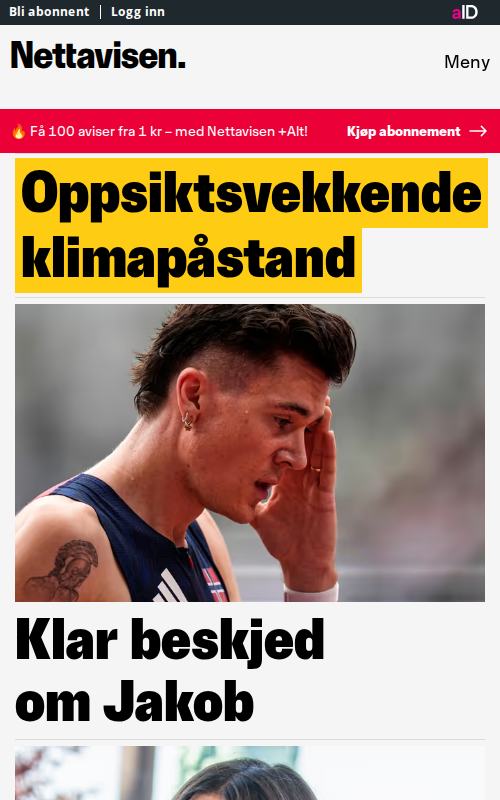 Bli abonnent
Logg inn
aID
Nettavisen.
Meny
🔥 Få 100 aviser fra 1 kr – med Nettavisen +Alt!
Kjøp abonnement →
Oppsiktsvekkende
klimapåstand
Klar beskjed
om Jakob